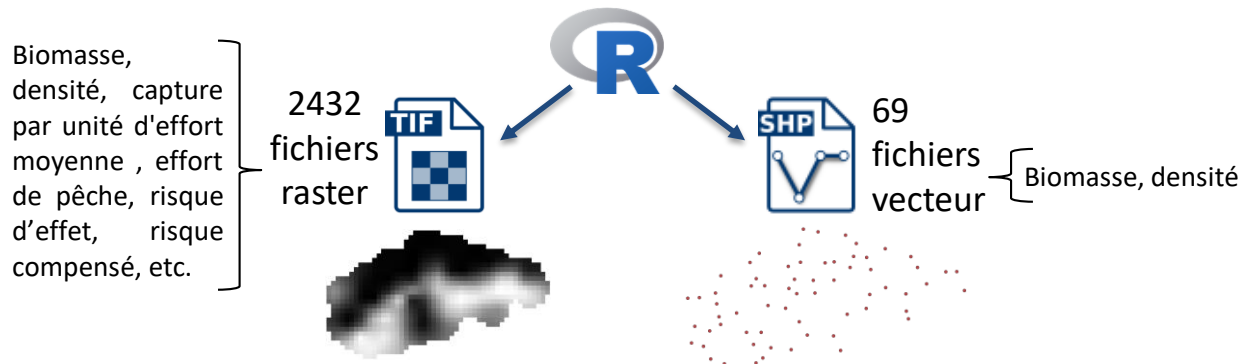 Biomasse,
densité, capture
par unité d'effort
moyenne , effort
de pêche, risque
d’effet, risque
compensé, etc.
2432
fichiers
raster
TIF
R
SHP
69
fichiers
vecteur
Biomasse, densité